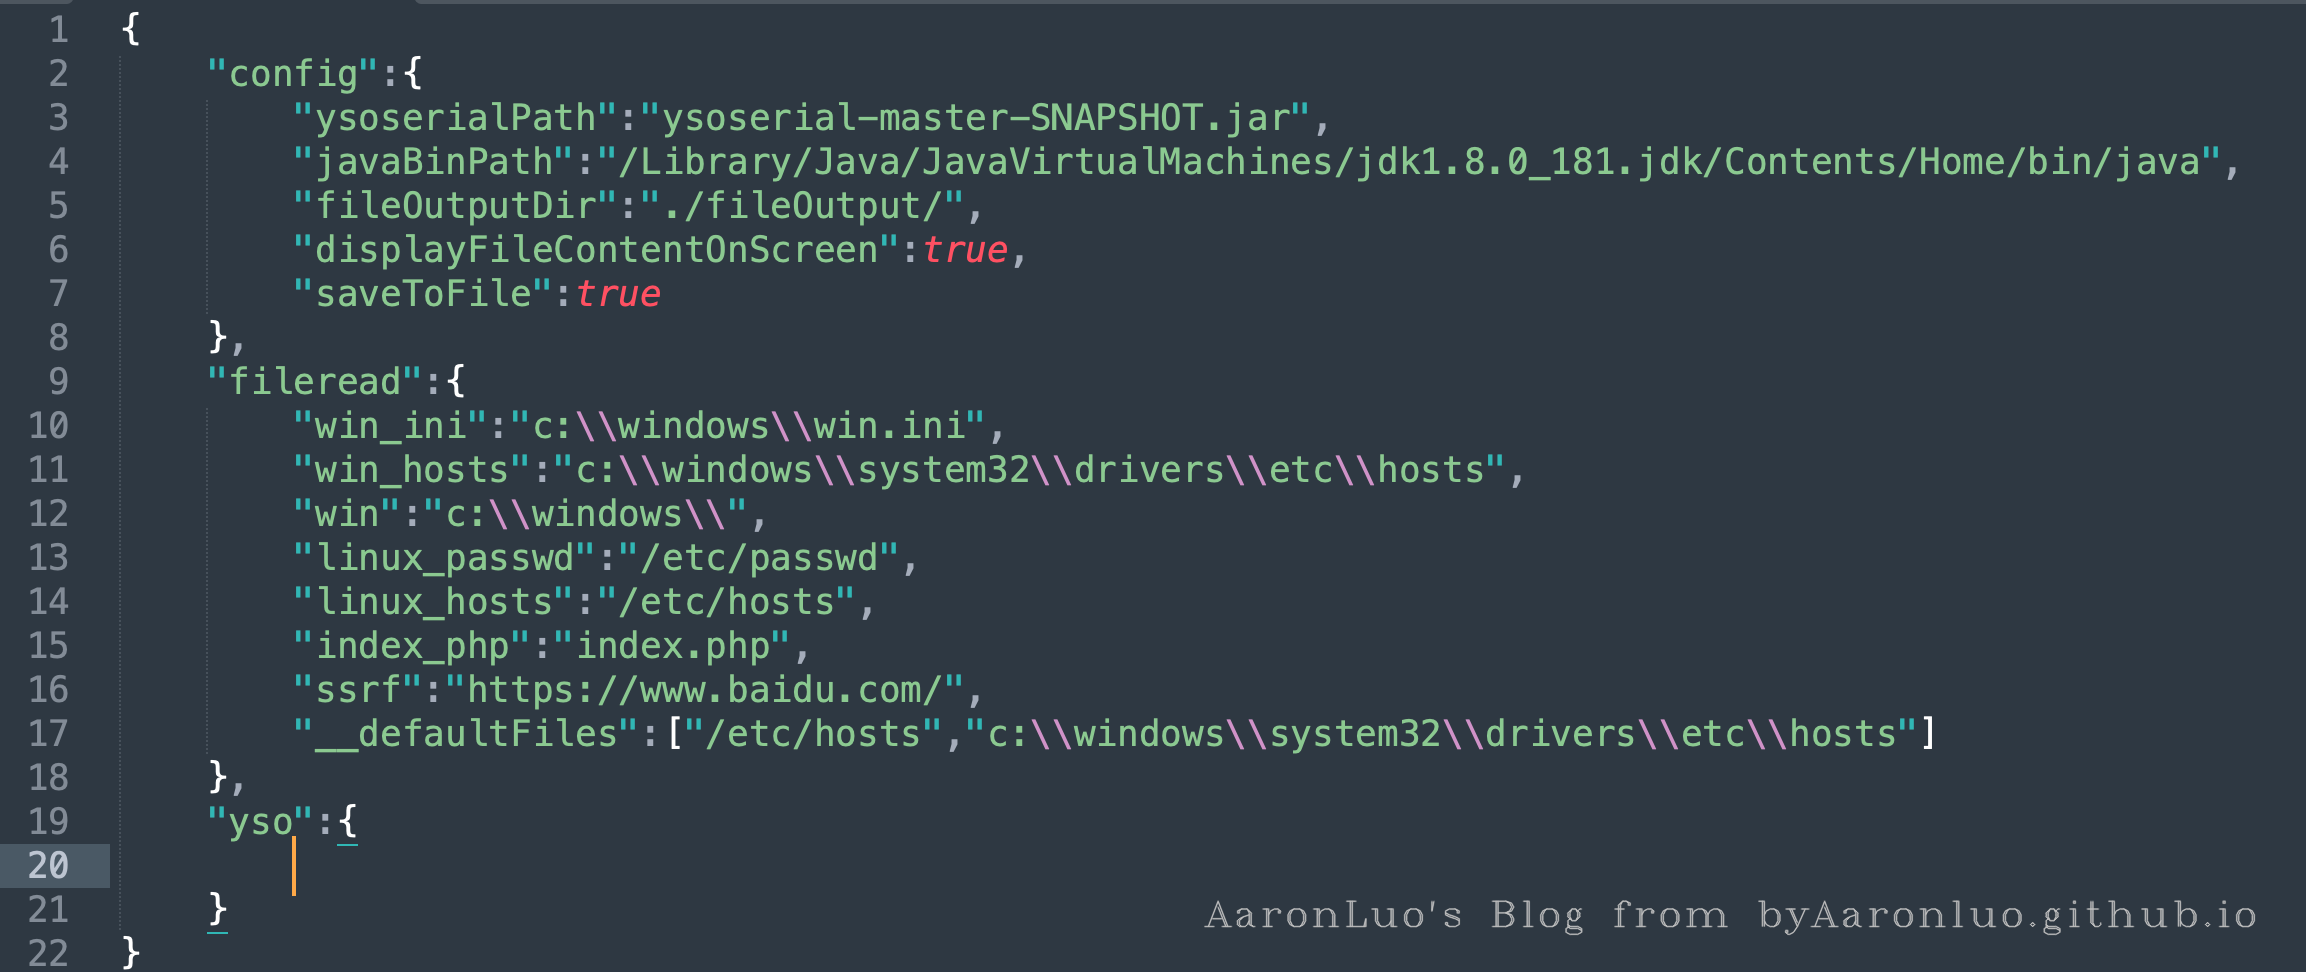 1 {
2 "config":{
3 "ysoserialPath":"ysoserial-master-SNAPSHOT.jar",
4 "javaBinPath":"/Library/Java/JavaVirtualMachines/jdk1.8.0_181.jdk/Contents/Home/bin/java",
5 "fileOutputDir":"./fileOutput/",
6 "displayFileContentOnScreen":true,
7 "saveToFile":true
8 },
9 "fileread":{
10 "win_ini":"c:\\windows\\win.ini",
11 "win_hosts":"c:\\windows\\system32\\drivers\\etc\\hosts",
12 "win":"c:\\windows\\",
13 "linux_passwd":"/etc/passwd",
14 "linux_hosts":"/etc/hosts",
15 "index_php":"index.php",
16 "ssrf":"https://www.baidu.com/",
17 "__defaultFiles":["/etc/hosts","c:\\windows\\system32\\drivers\\etc\\hosts"]
18 },
19 "yso":{
20
21 }
AaronLuo's Blog from byAaronluo.github.io
22 }